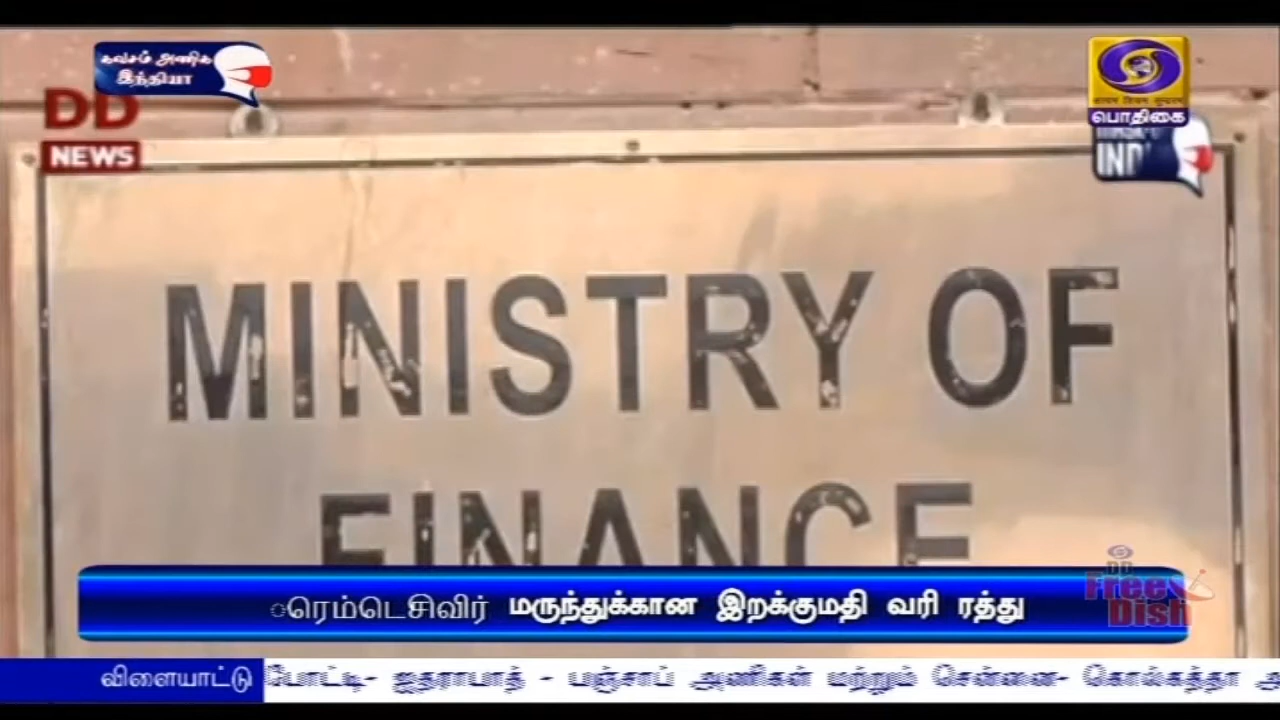 கவசம் அணிக
இந்தியா
DD
NEWS
பொதிகை
IND
MINISTRY OF
FINANCE
ரெம்டெசிவிர் மருந்துக்கான இறக்குமதி வரி ரத்து
DD
Free
Dish
விளையாட்டு போட்டி- ஐதராபாத் - பஞ்சாப் அணிகள் மற்றும் சென்னை- கொல்கத்தா அ